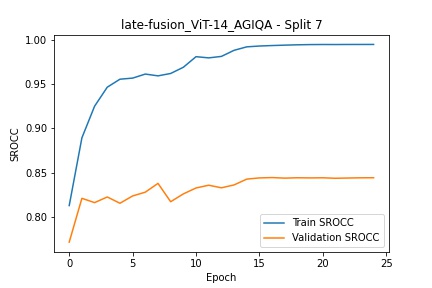 late-fusion_ViT-14_AGIQA - Split 7
1.00
0.95
0.90
0.85
0.80
SROCC
Train SROCC
Validation SROCC
0 5 10 15 20 25
Epoch